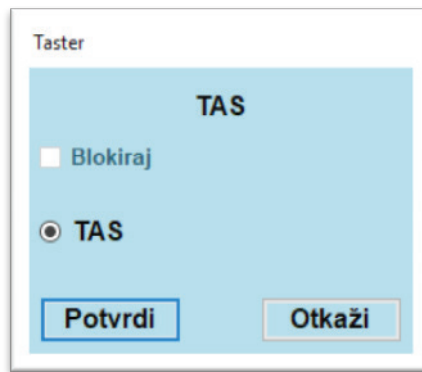 Taster
TAS
Blokiraj
TAS
Potvrdi Otkaži